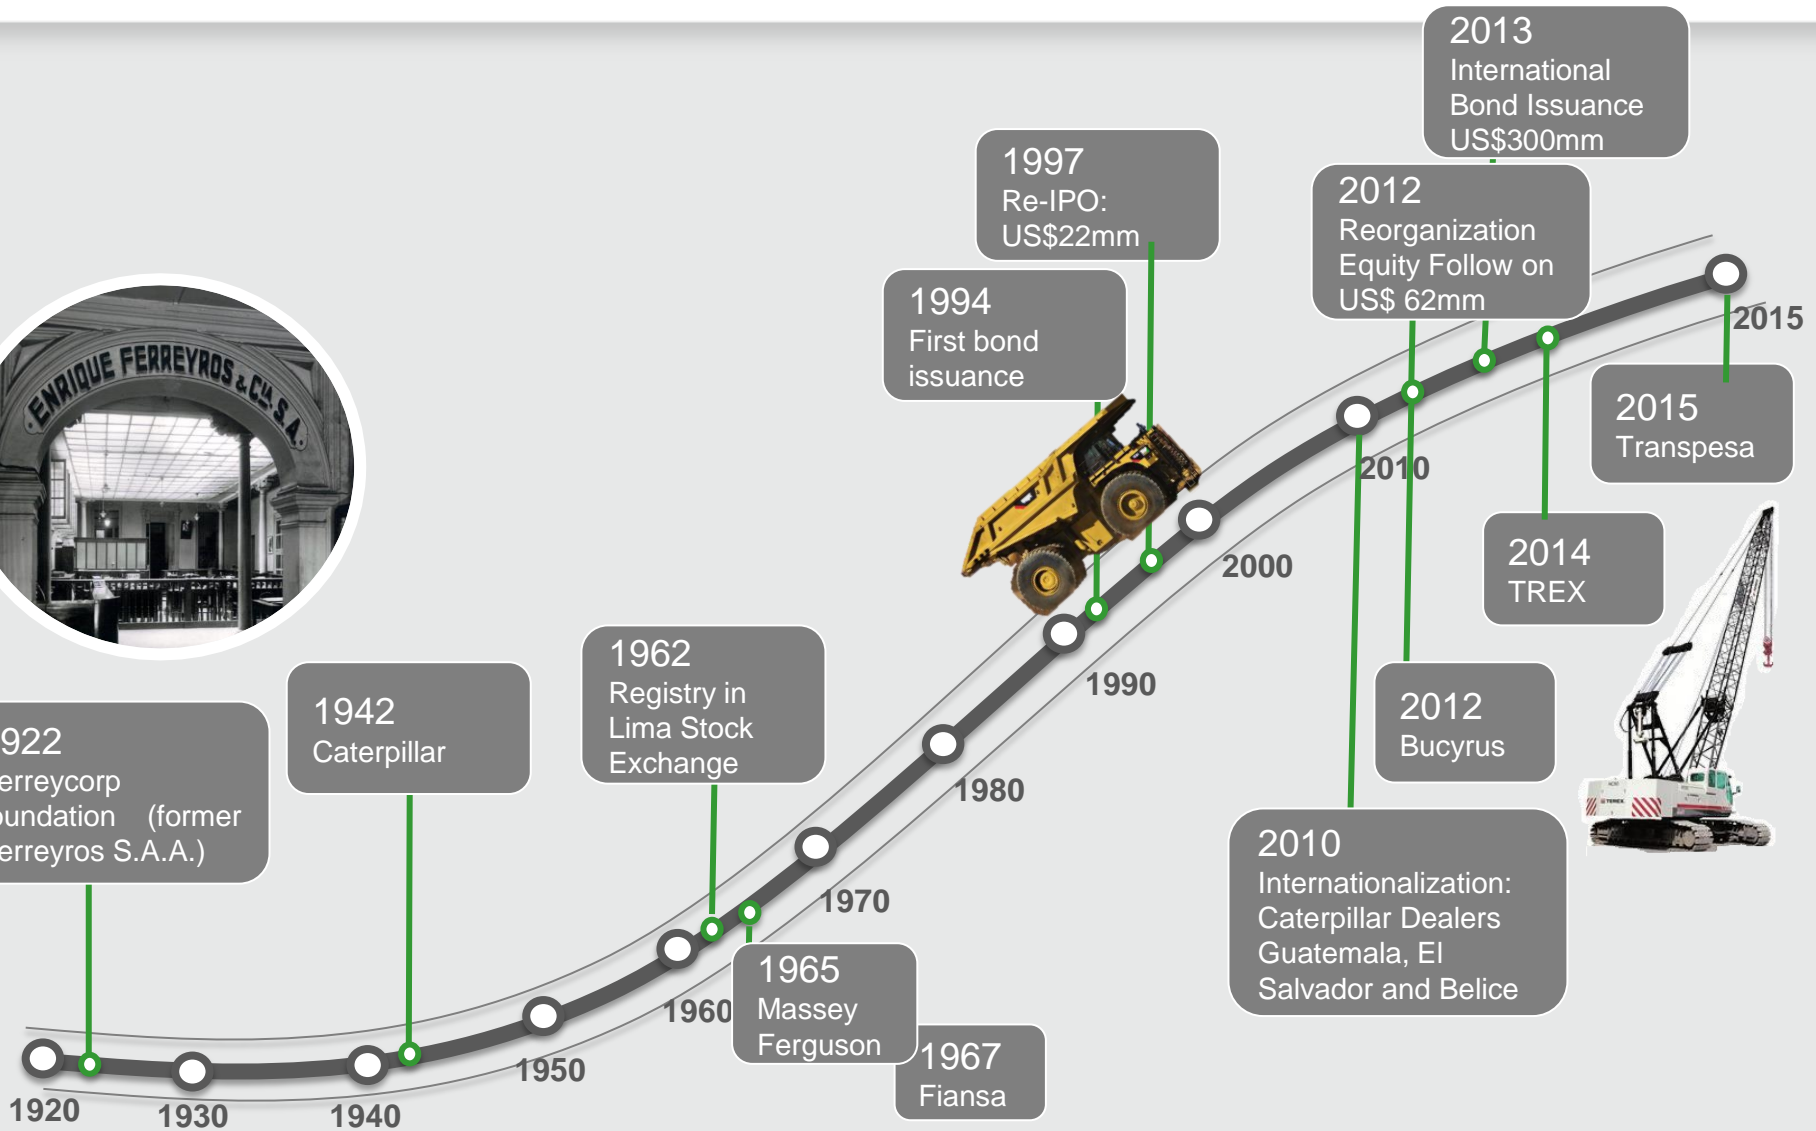 2013
International
Bond Issuance
US$300mm
1997
Re-IPO:
US$22mm
2012
Reorganization
Equity Follow on
US$ 62mm
1994
First bond
issuance
2015
ENRIQUE FERREYROS & CIA. S.A.
2015
Transpesa
2010
2014
TREX
2000
1962
Registry in
Lima Stock
Exchange
1990
1942
Caterpillar
2012
Bucyrus
922
erreycorp
oundation (former
erreyros S.A.A.)
1980
TEREX
2010
Internationalization:
Caterpillar Dealers
Guatemala, El
Salvador and Belice
1970
1965
Massey
Ferguson
1960
1967
Fiansa
1950
1920
1930
1940